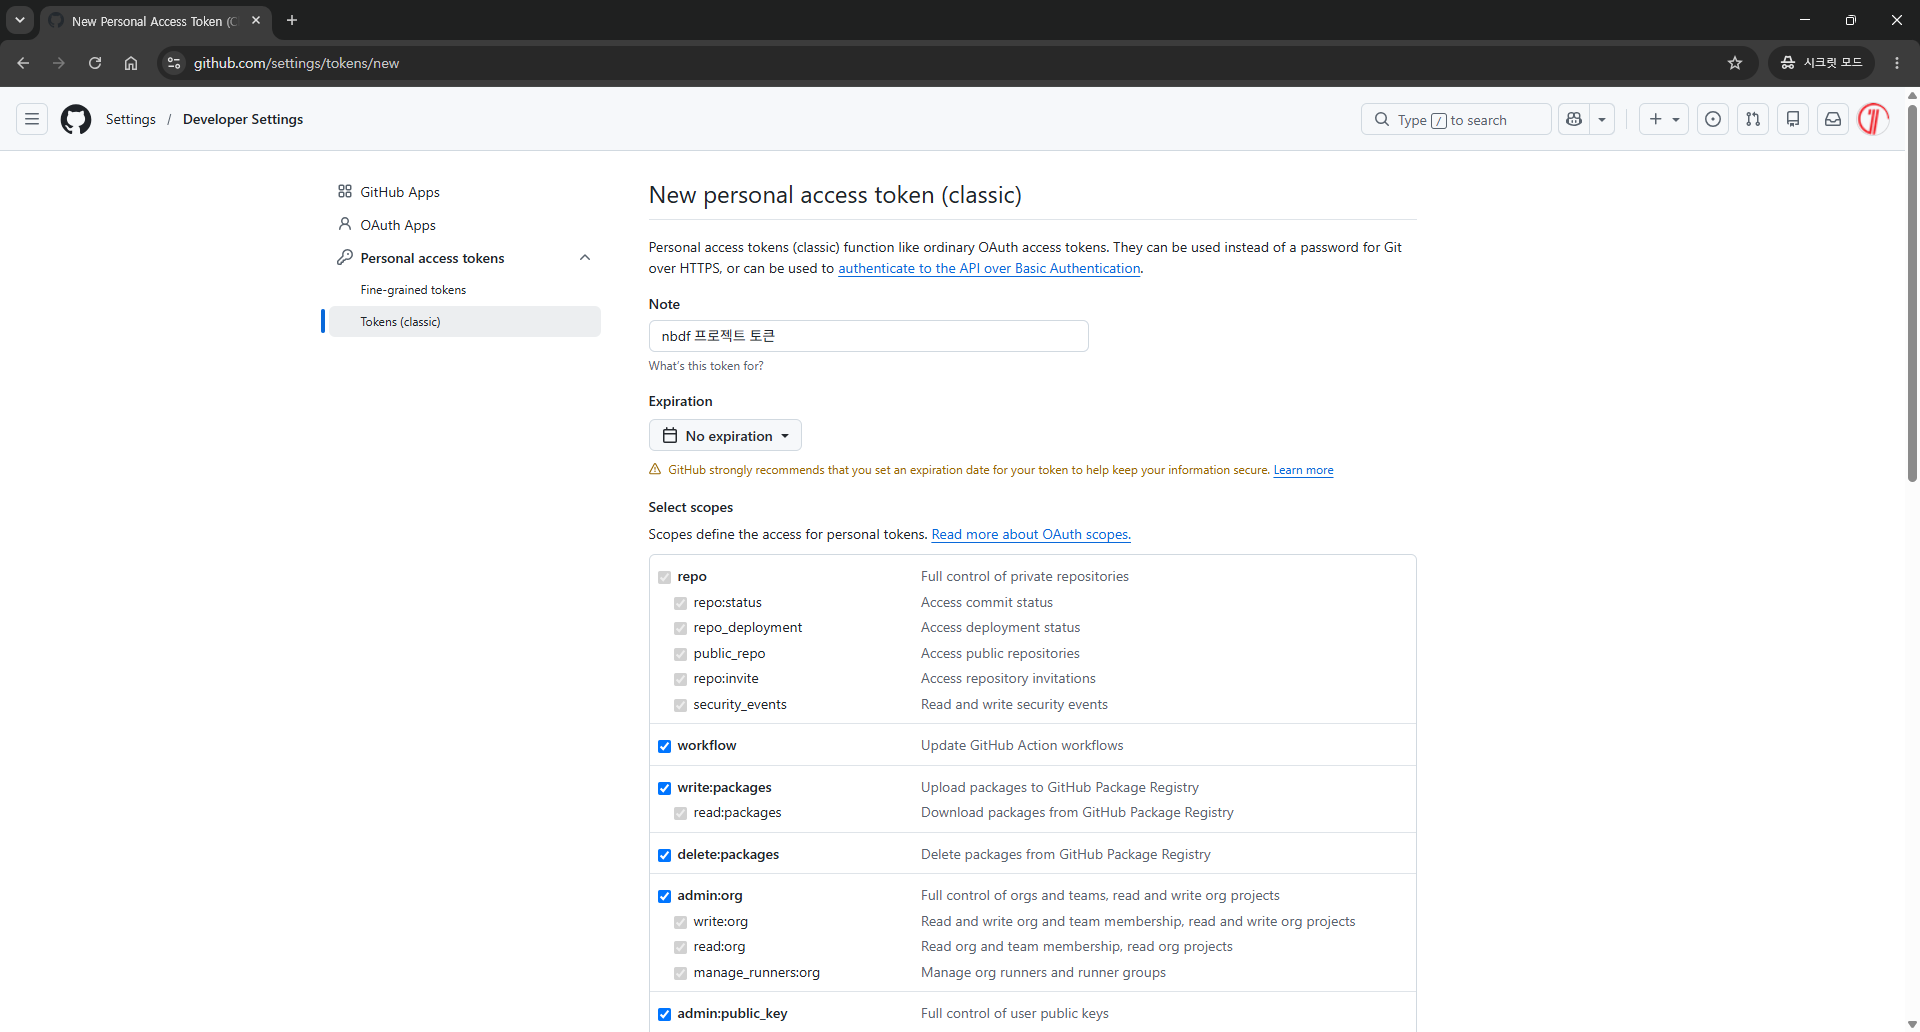 New Personal Access Token (C
github.com/settings/tokens/new
시크릿 모드
Settings / Developer Settings
Type / to search
GitHub Apps
OAuth Apps
Personal access tokens
Fine-grained tokens
Tokens (classic)
New personal access token (classic)
Personal access tokens (classic) function like ordinary OAuth access tokens. They can be used instead of a password for Git
over HTTPS, or can be used to authenticate to the API over Basic Authentication.
Note
nbdf 프로젝트 토큰
What's this token for?
Expiration
No expiration
GitHub strongly recommends that you set an expiration date for your token to help keep your information secure. Learn more
Select scopes
Scopes define the access for personal tokens. Read more about OAuth scopes.
repo Full control of private repositories
repo:status Access commit status
repo_deployment Access deployment status
public_repo Access public repositories
repo:invite Access repository invitations
security_events Read and write security events
workflow Update GitHub Action workflows
write:packages Upload packages to GitHub Package Registry
read:packages Download packages from GitHub Package Registry
delete:packages Delete packages from GitHub Package Registry
admin:org Full control of orgs and teams, read and write org projects
write:org Read and write org and team membership, read and write org projects
read:org Read org and team membership, read org projects
manage_runners:org Manage org runners and runner groups
admin:public_key Full control of user public keys